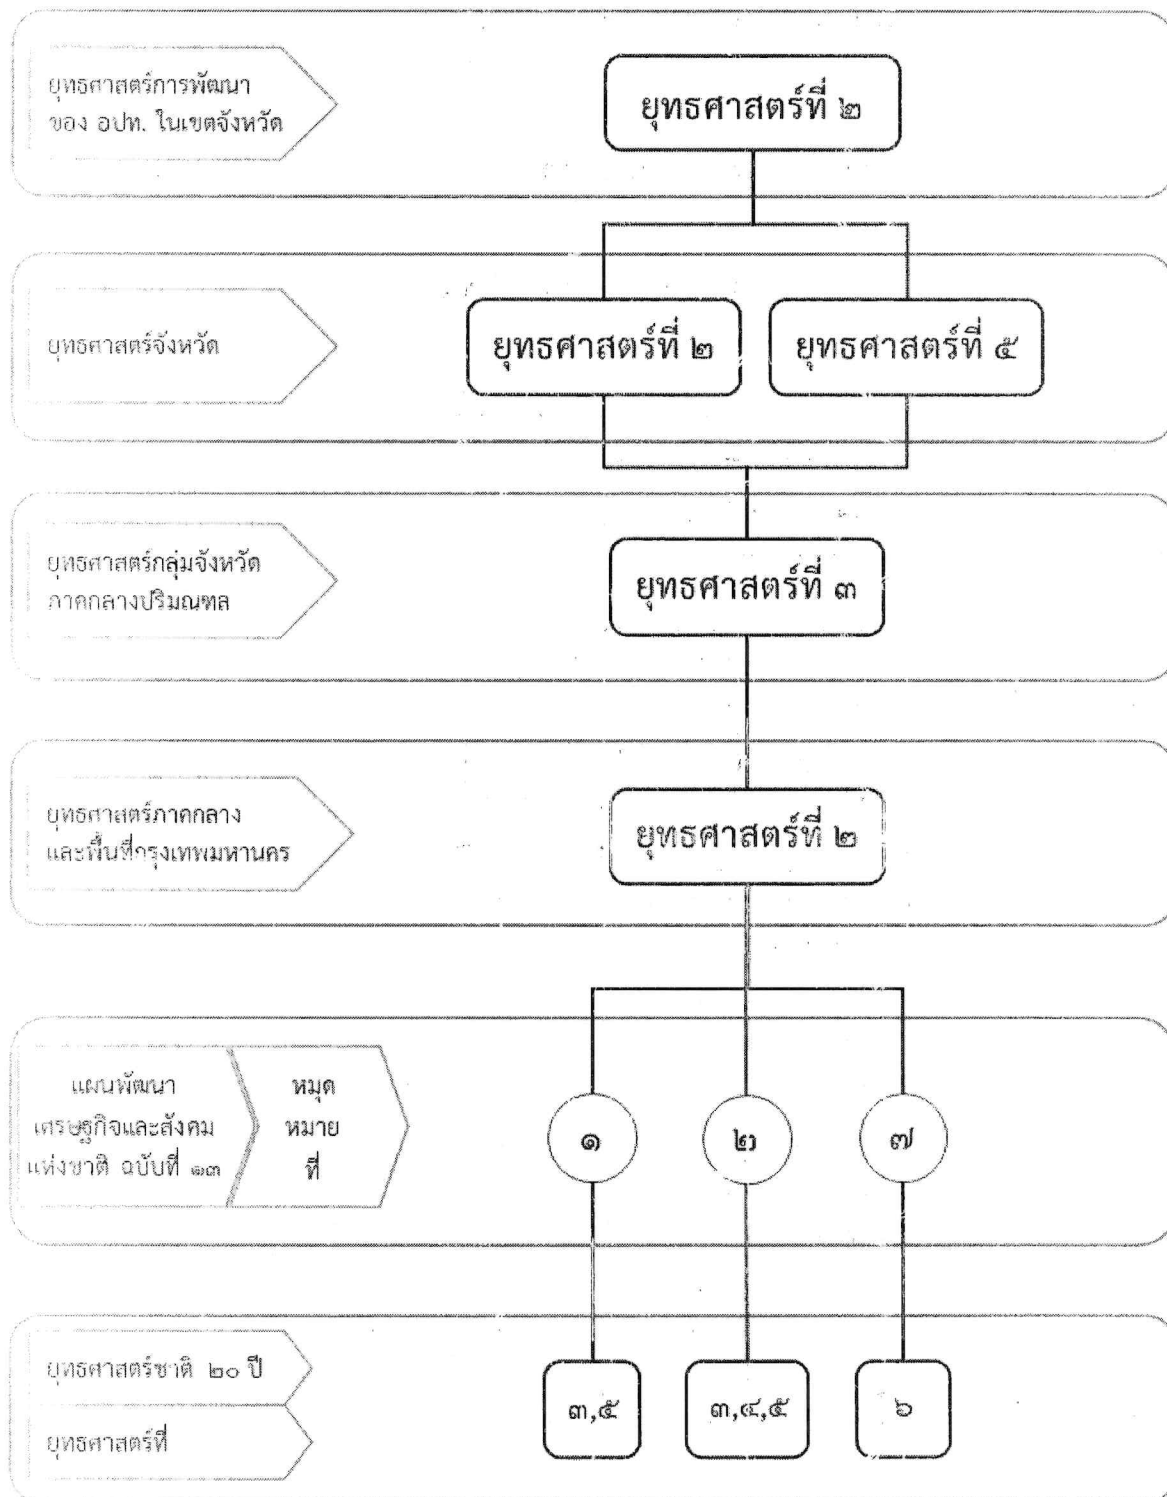 ยุทธศาสตร์การพัฒนา
ของ อปท. ในเขตจังหวัด
ยุทธศาสตร์ที่ ๒
ยุทธศาสตร์จังหวัด
ยุทธศาสตร์ที่ ๒
ยุทธศาสตร์ที่ ๕
ยุทธศาสตร์กลุ่มจังหวัด
ภาคกลางปริมณฑล
ยุทธศาสตร์ที่ ๓
ยุทธศาสตร์ภาคกลาง
และพื้นที่กรุงเทพมหานคร
ยุทธศาสตร์ที่ ๒
แผนพัฒนา
เศรษฐกิจและสังคม
แห่งชาติ ฉบับที่ ๑๓
หมุด
หมาย
ที่
๑
๒
๗
ยุทธศาสตร์ชาติ ๒๐ ปี
ยุทธศาสตร์ที่
๓,๕
๓,๔,๕
๖